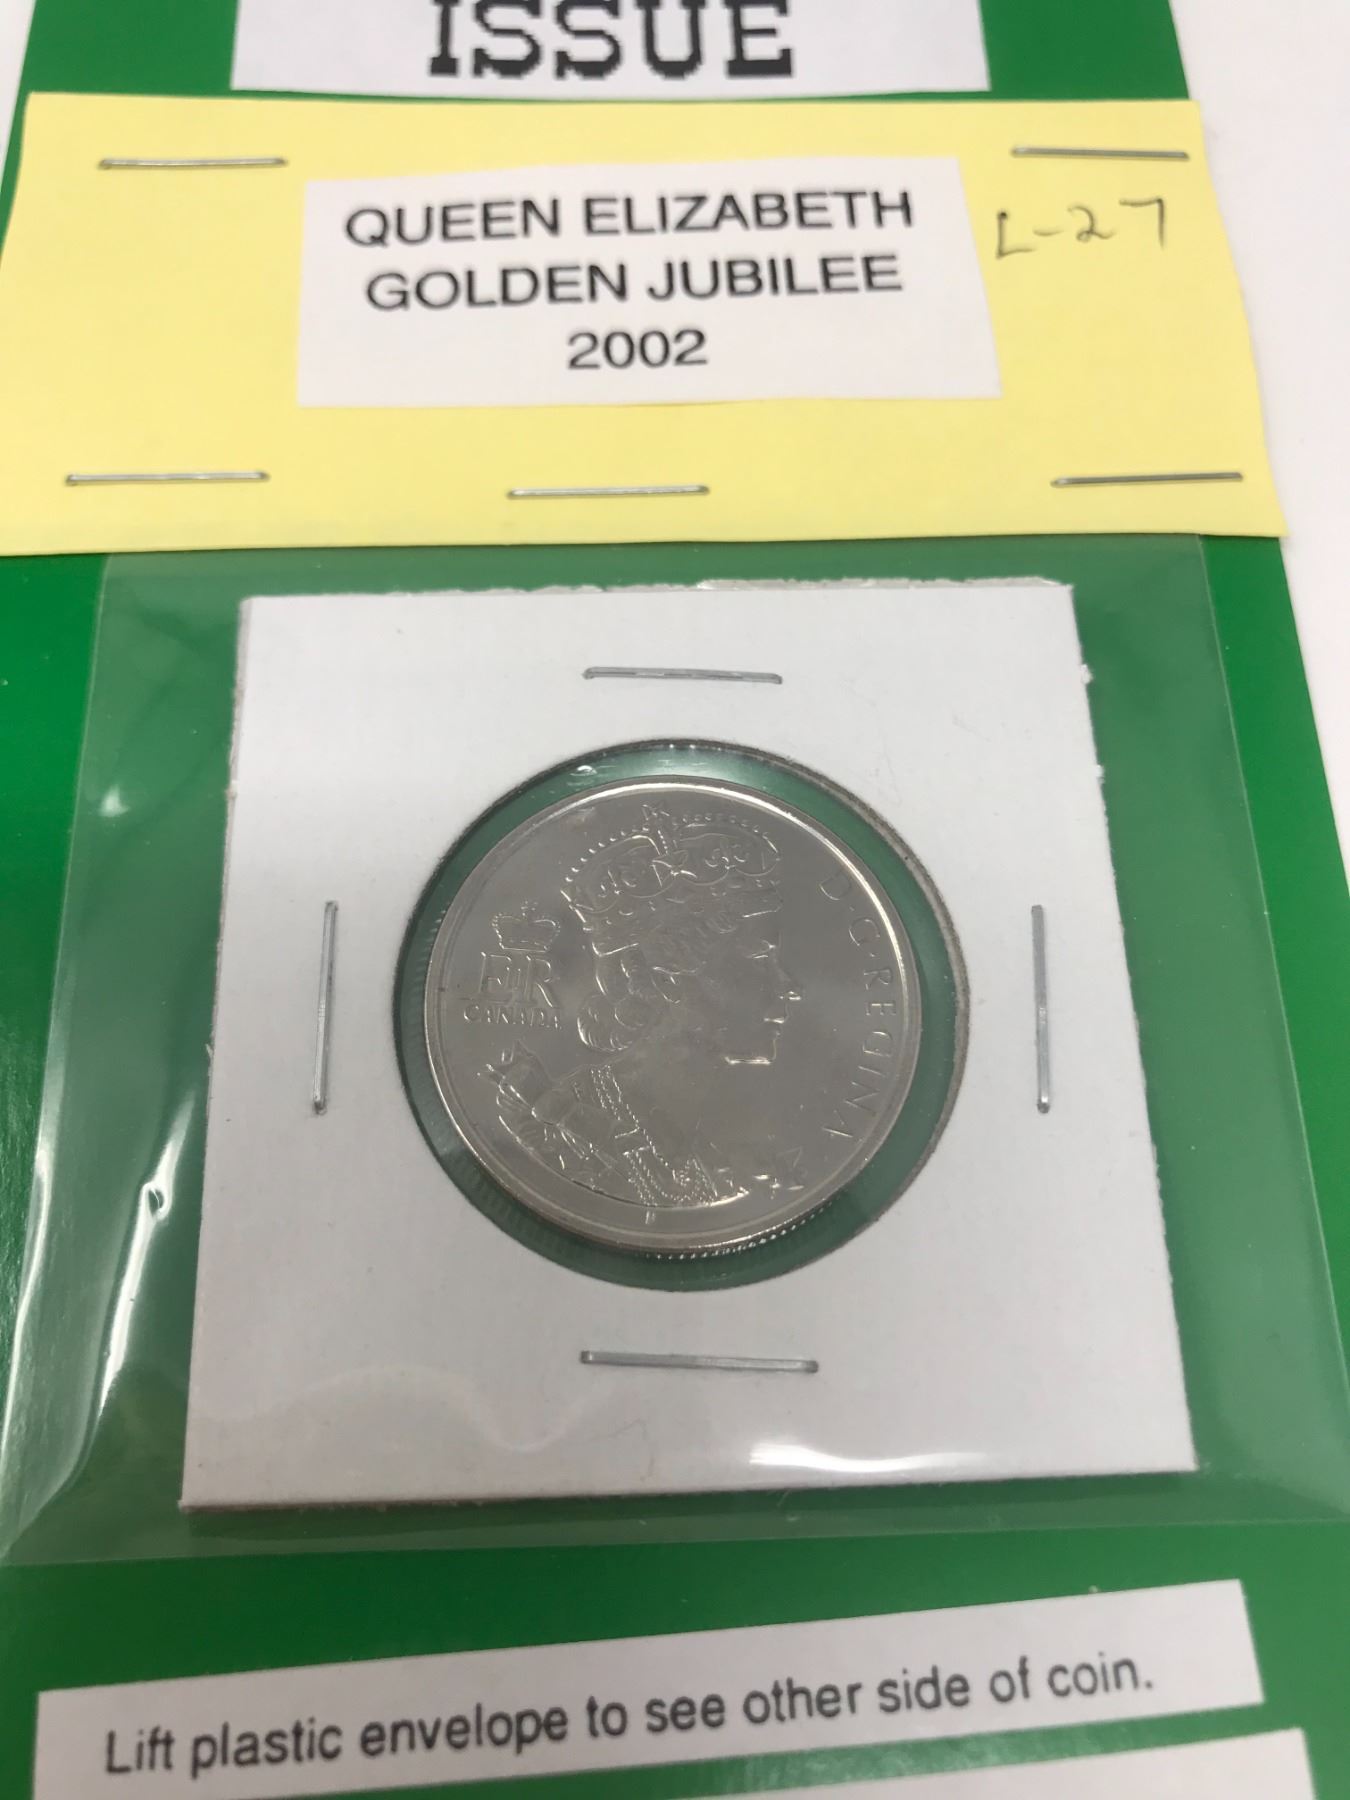 ISSUE
QUEEN ELIZABETH
GOLDEN JUBILEE
2002
L-27
D·G·REGINA
EIIR
CANADA
P
Lift plastic envelope to see other side of coin.